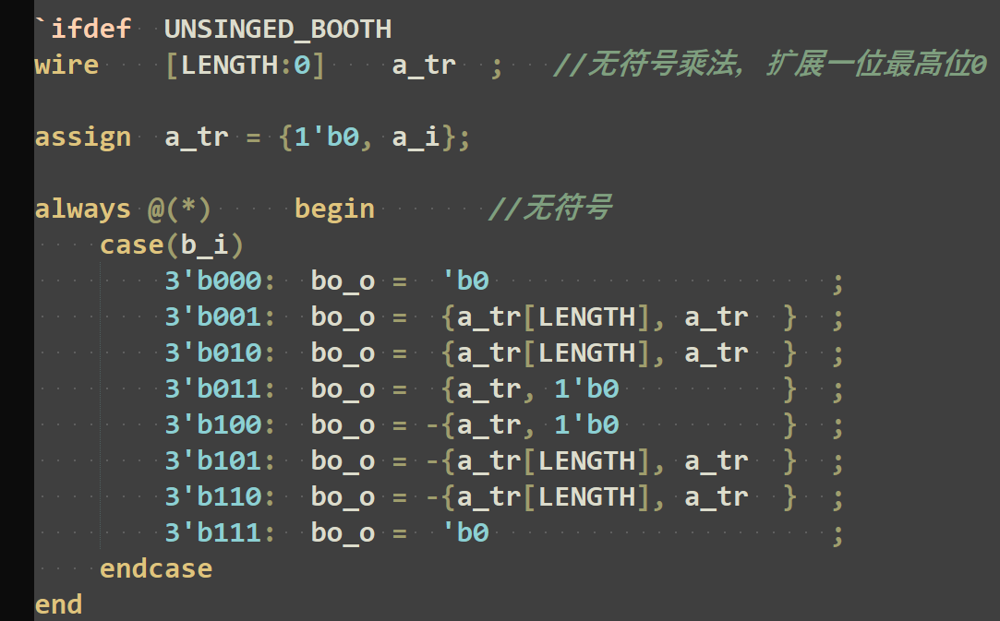 `ifdef UNSINGED_BOOTH
wire [LENGTH:0] a_tr ; //无符号乘法，扩展一位最高位0
assign a_tr = {1'b0, a_i};
always @(*) begin //无符号
case(b_i)
3'b000: bo_o = 'b0 ;
3'b001: bo_o = {a_tr[LENGTH], a_tr } ;
3'b010: bo_o = {a_tr[LENGTH], a_tr } ;
3'b011: bo_o = {a_tr, 1'b0 } ;
3'b100: bo_o = -{a_tr, 1'b0 } ;
3'b101: bo_o = -{a_tr[LENGTH], a_tr } ;
3'b110: bo_o = -{a_tr[LENGTH], a_tr } ;
3'b111: bo_o = 'b0 ;
endcase
end